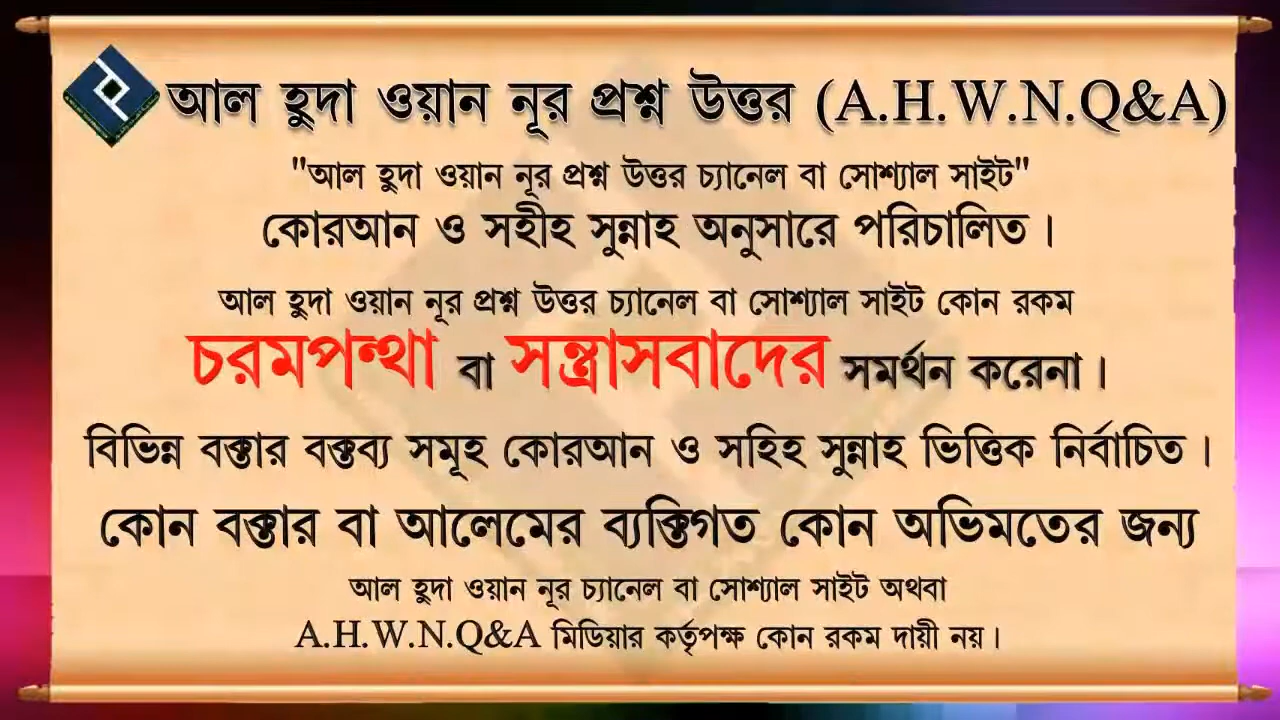 আল হুদা ওয়ান নূর প্রশ্ন উত্তর (A.H.W.N.Q&A)
"আল হুদা ওয়ান নূর প্রশ্ন উত্তর চ্যানেল বা সোশ্যাল সাইট"
কোরআন ও সহীহ সুন্নাহ অনুসারে পরিচালিত।
আল হুদা ওয়ান নূর প্রশ্ন উত্তর চ্যানেল বা সোশ্যাল সাইট কোন রকম
চরমপন্থা বা সন্ত্রাসবাদের সমর্থন করেনা।
বিভিন্ন বক্তার বক্তব্য সমূহ কোরআন ও সহিহ সুন্নাহ ভিত্তিক নির্বাচিত।
কোন বক্তার বা আলেমের ব্যক্তিগত কোন অভিমতের জন্য
আল হুদা ওয়ান নূর চ্যানেল বা সোশ্যাল সাইট অথবা
A.H.W.N.Q&A মিডিয়ার কর্তৃপক্ষ কোন রকম দায়ী নয়।